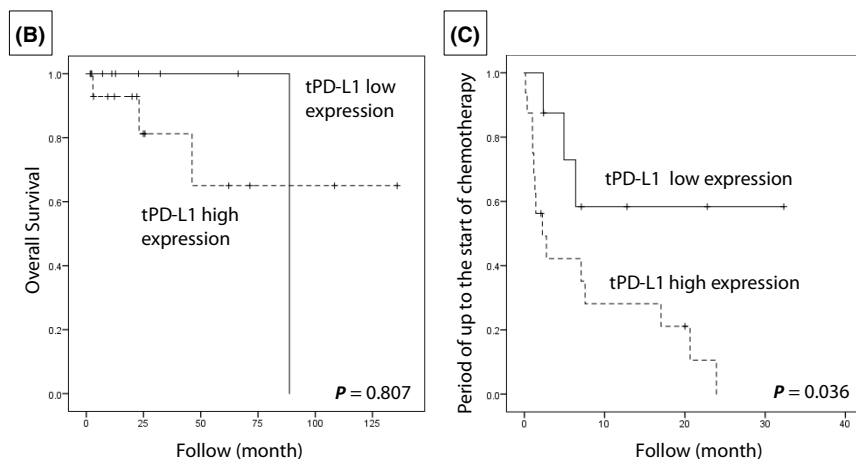 (B)
Overall Survival
1.0
0.8
0.6
0.4
0.2
0.0
tPD-L1 low
expression
tPD-L1 high
expression
P = 0.807
0 25 50 75 100 125
Follow (month)
(C)
Period of up to the start of chemotherapy
1.0
0.8
0.6
0.4
0.2
0.0
tPD-L1 low expression
tPD-L1 high expression
P = 0.036
0 10 20 30 40
Follow (month)